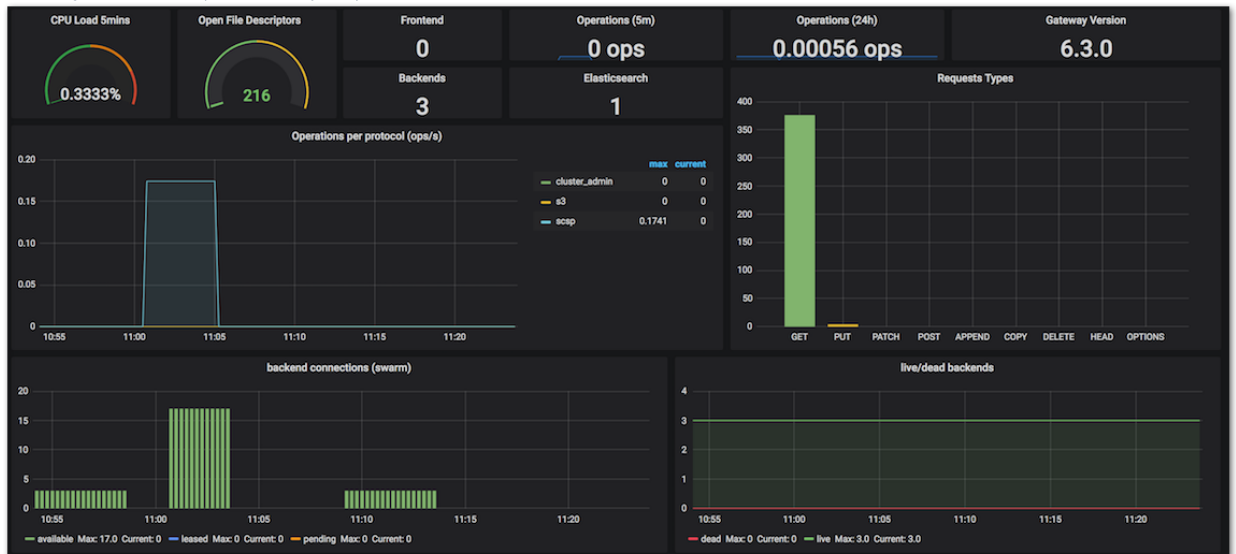 CPU Load 5mins
0.3333%
Open File Descriptors
216
Frontend
0
Backends
3
Operations (5m)
0 ops
Elasticsearch
1
Operations (24h)
0.00056 ops
Gateway Version
6.3.0
Operations per protocol (ops/s)
0.20
0.15
0.10
0.05
0
10:55 11:00 11:05 11:10 11:15 11:20
max current
cluster_admin 0 0
s3 0 0
scsp 0.1741 0
Requests Types
400
350
300
250
200
150
100
50
0
GET PUT PATCH POST APPEND COPY DELETE HEAD OPTIONS
backend connections (swarm)
20
15
10
5
0
10:55 11:00 11:05 11:10 11:15 11:20
available Max: 17.0 Current: 0 leased Max: 0 Current: 0 pending Max: 0 Current: 0
live/dead backends
4
3
2
1
0
10:55 11:00 11:05 11:10 11:15 11:20
dead Max: 0 Current: 0 live Max: 3.0 Current: 3.0